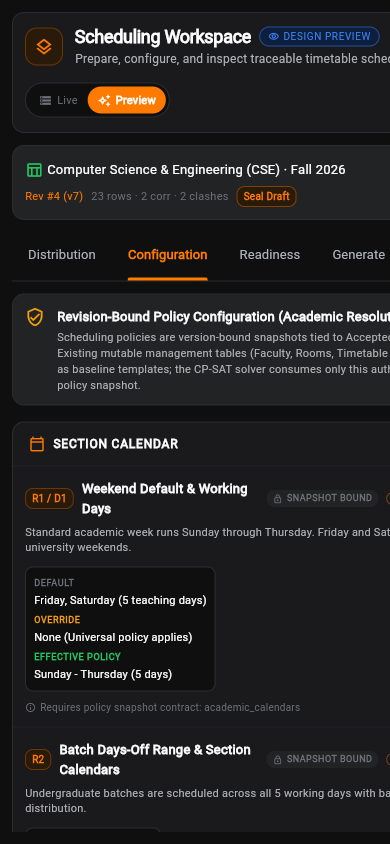 Scheduling Workspace
DESIGN PREVIEW
Prepare, configure, and inspect traceable timetable
Live
Preview
Computer Science & Engineering (CSE) · Fall 2026
Rev #4 (v7) 23 rows · 2 corr · 2 clashes Seal Draft
Distribution Configuration Readiness Generate
Revision-Bound Policy Configuration (Academic
Scheduling policies are version-bound snapshots tied to
Existing mutable management tables (Faculty, Rooms, Timetable
as baseline templates; the CP-SAT solver consumes only this
policy snapshot.
SECTION CALENDAR
R1 / D1
Weekend Default & Working
Days
SNAPSHOT BOUND
Standard academic week runs Sunday through Thursday. Friday and
university weekends.
DEFAULT
Friday, Saturday (5 teaching days)
OVERRIDE
None (Universal policy applies)
EFFECTIVE POLICY
Sunday - Thursday (5 days)
Requires policy snapshot contract: academic_calendars
R2
Batch Days-Off Range & Section
Calendars
SNAPSHOT BOUND
Undergraduate batches are scheduled across all 5 working days with
distribution.